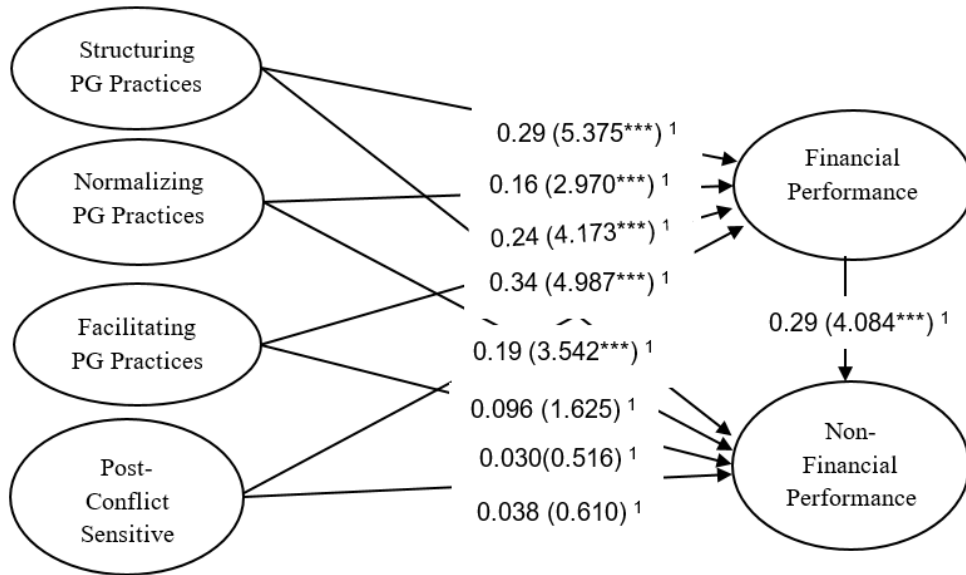 Structuring
PG Practices
Normalizing
PG Practices
Facilitating
PG Practices
Post-
Conflict
Sensitive
0.29 (5.375***) ¹
0.16 (2.970***) ¹
0.24 (4.173***) ¹
0.34 (4.987***) ¹
0.19 (3.542***) ¹
0.096 (1.625) ¹
0.030(0.516) ¹
0.038 (0.610) ¹
Financial
Performance
0.29 (4.084***) ¹
Non-
Financial
Performance